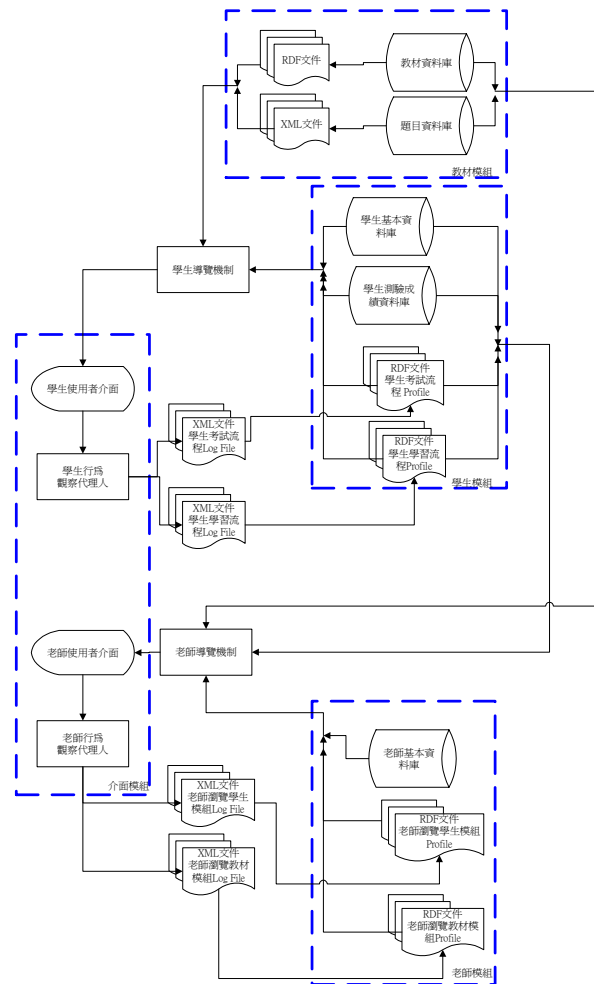 RDF文件
教材資料庫
XML文件
題目資料庫
教材模組
學生基本資
料庫
學生導覽機制
學生測驗成
績資料庫
RDF文件
學生考試流
程 Profile
學生使用者介面
XML文件
學生考試流
程Log File
RDF文件
學生學習流
程Profile
學生行為
觀察代理人
學生模組
XML文件
學生學習流
程Log File
老師使用者介面
老師導覽機制
老師行為
觀察代理人
老師基本資
料庫
介面模組
XML文件
老師瀏覽學生
模組Log File
RDF文件
老師瀏覽學生模組
Profile
XML文件
老師瀏覽教材
模組Log File
RDF文件
老師瀏覽教材模
組Profile
老師模組